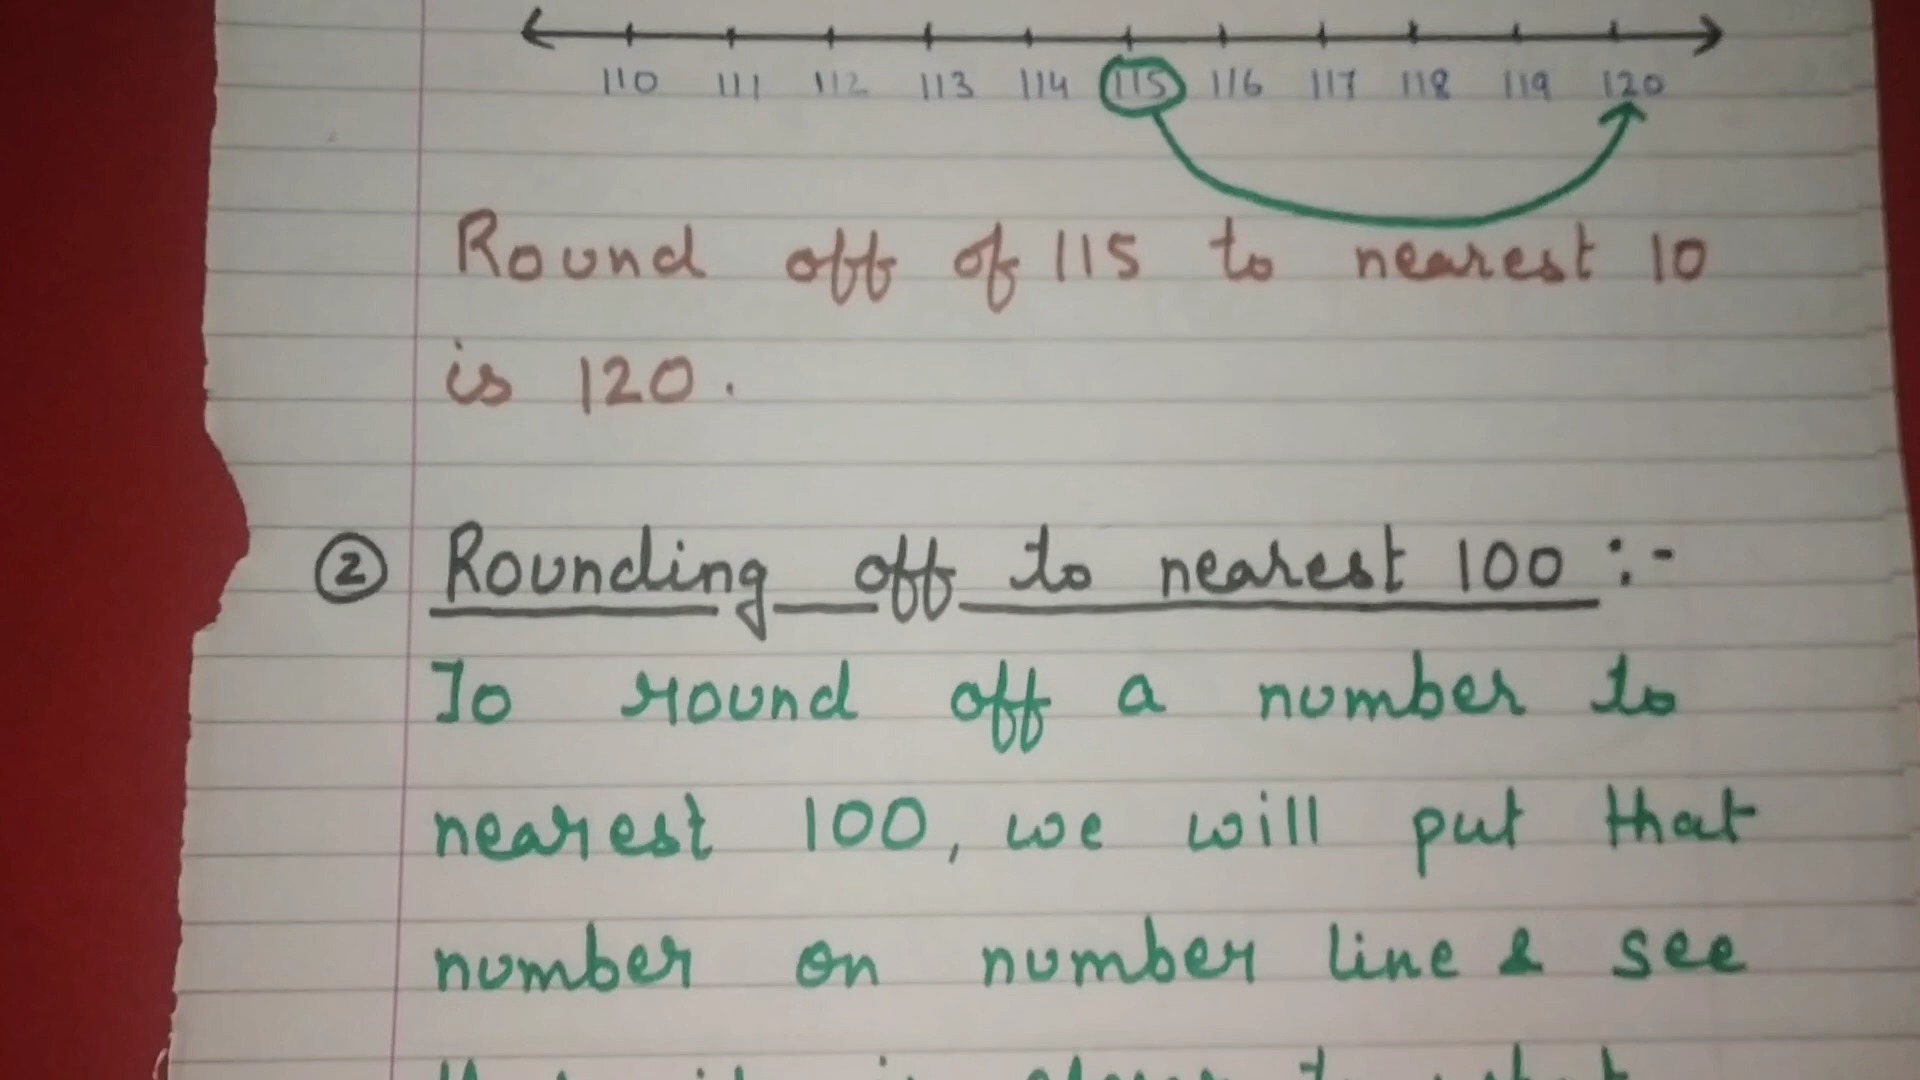 110 111 112 113 114 115 116 117 118 119 120
Round off of 115 to nearest 10
is 120.
② Rounding off to nearest 100 :-
To round off a number to
nearest 100, we will put that
number on number line & see